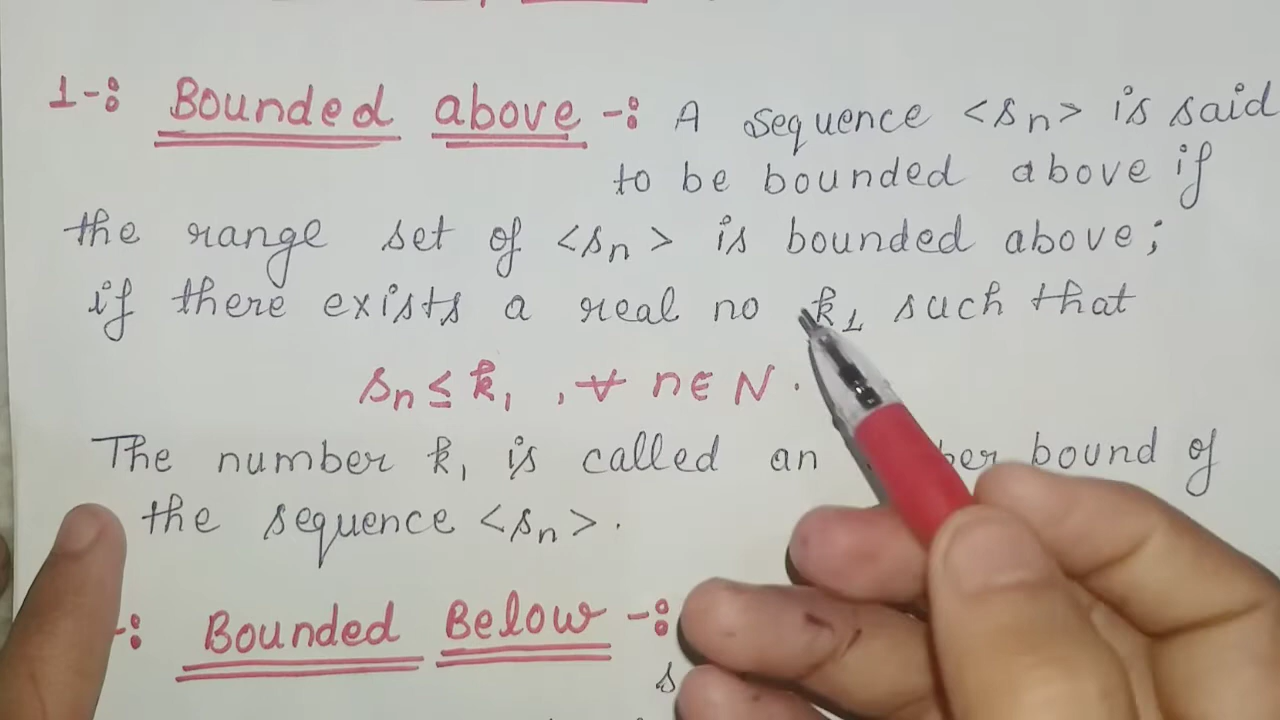 1-: Bounded above -: A sequence <sn> is said
to be bounded above if
the range set of <sn> is bounded above;
if there exists a real no k1 such that
sn ≤ k1 , ∀ n ∈ N .
The number k1 is called an bound of
the sequence <sn>.
-: Bounded Below -:
s